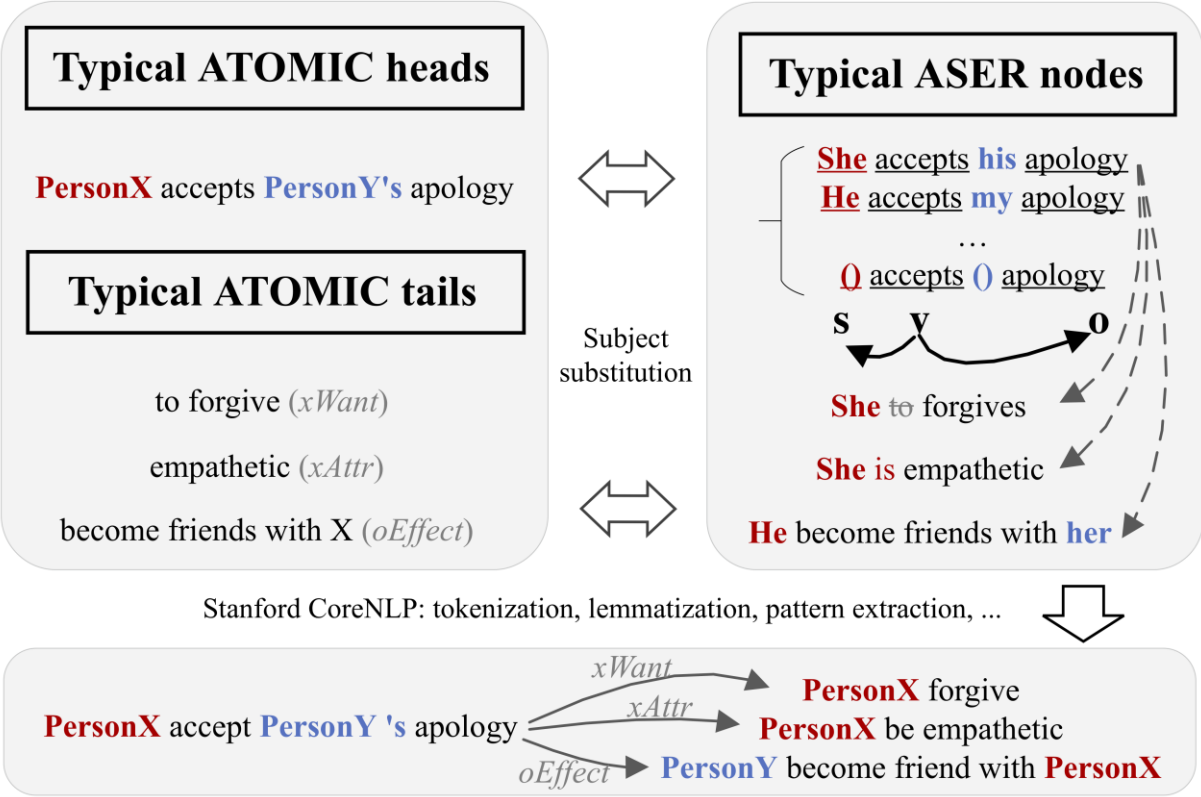 Typical ATOMIC heads
PersonX accepts PersonY's apology
Typical ATOMIC tails
to forgive (xWant)
empathetic (xAttr)
become friends with X (oEffect)
Subject
substitution
Typical ASER nodes
She accepts his apology
He accepts my apology
...
() accepts () apology
s v o
She to forgives
She is empathetic
He become friends with her
Stanford CoreNLP: tokenization, lemmatization, pattern extraction, ...
PersonX accept PersonY 's apology
xWant
xAttr
oEffect
PersonX forgive
PersonX be empathetic
PersonY become friend with PersonX